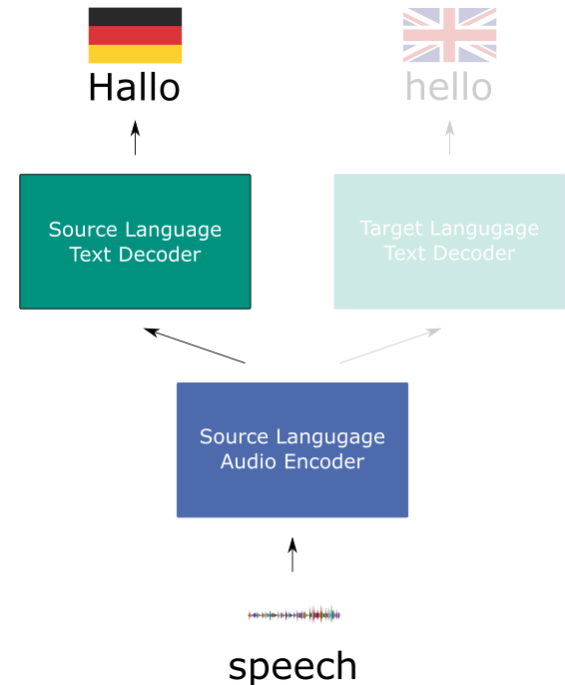 Hallo
hello
Source Language
Text Decoder
Target Langugage
Text Decoder
Source Langugage
Audio Encoder
speech